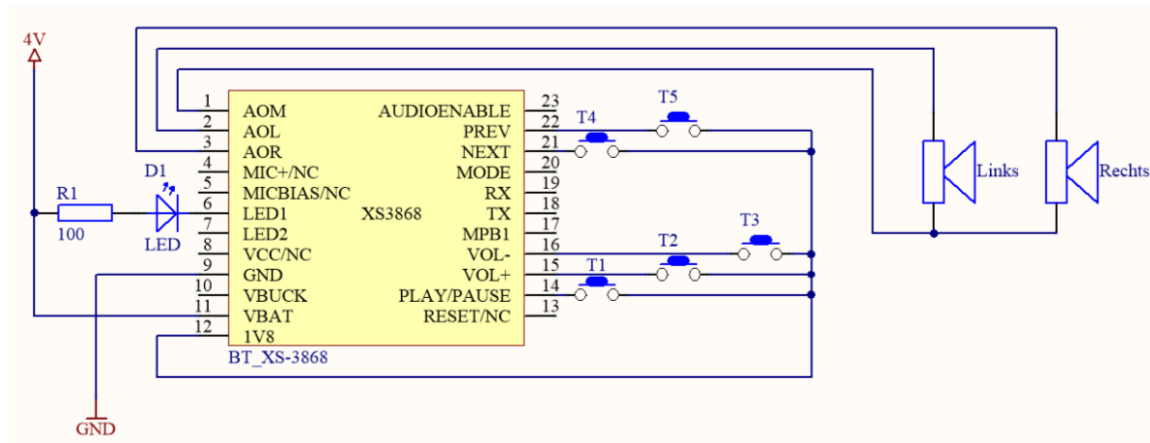 4V
1 AOM AUDIOENABLE 23
2 AOL PREV 22 T4 T5
3 AOR NEXT 21
4 MIC+/NC MODE 20
D1 5 MICBIAS/NC RX 19
R1 6 LED1 XS3868 TX 18
100 LED 7 LED2 MPB1 17
8 VCC/NC VOL- 16 T3
9 GND VOL+ 15 T2
10 VBUCK PLAY/PAUSE 14 T1
11 VBAT RESET/NC 13
12 1V8
BT_XS-3868
Links Rechts
GND